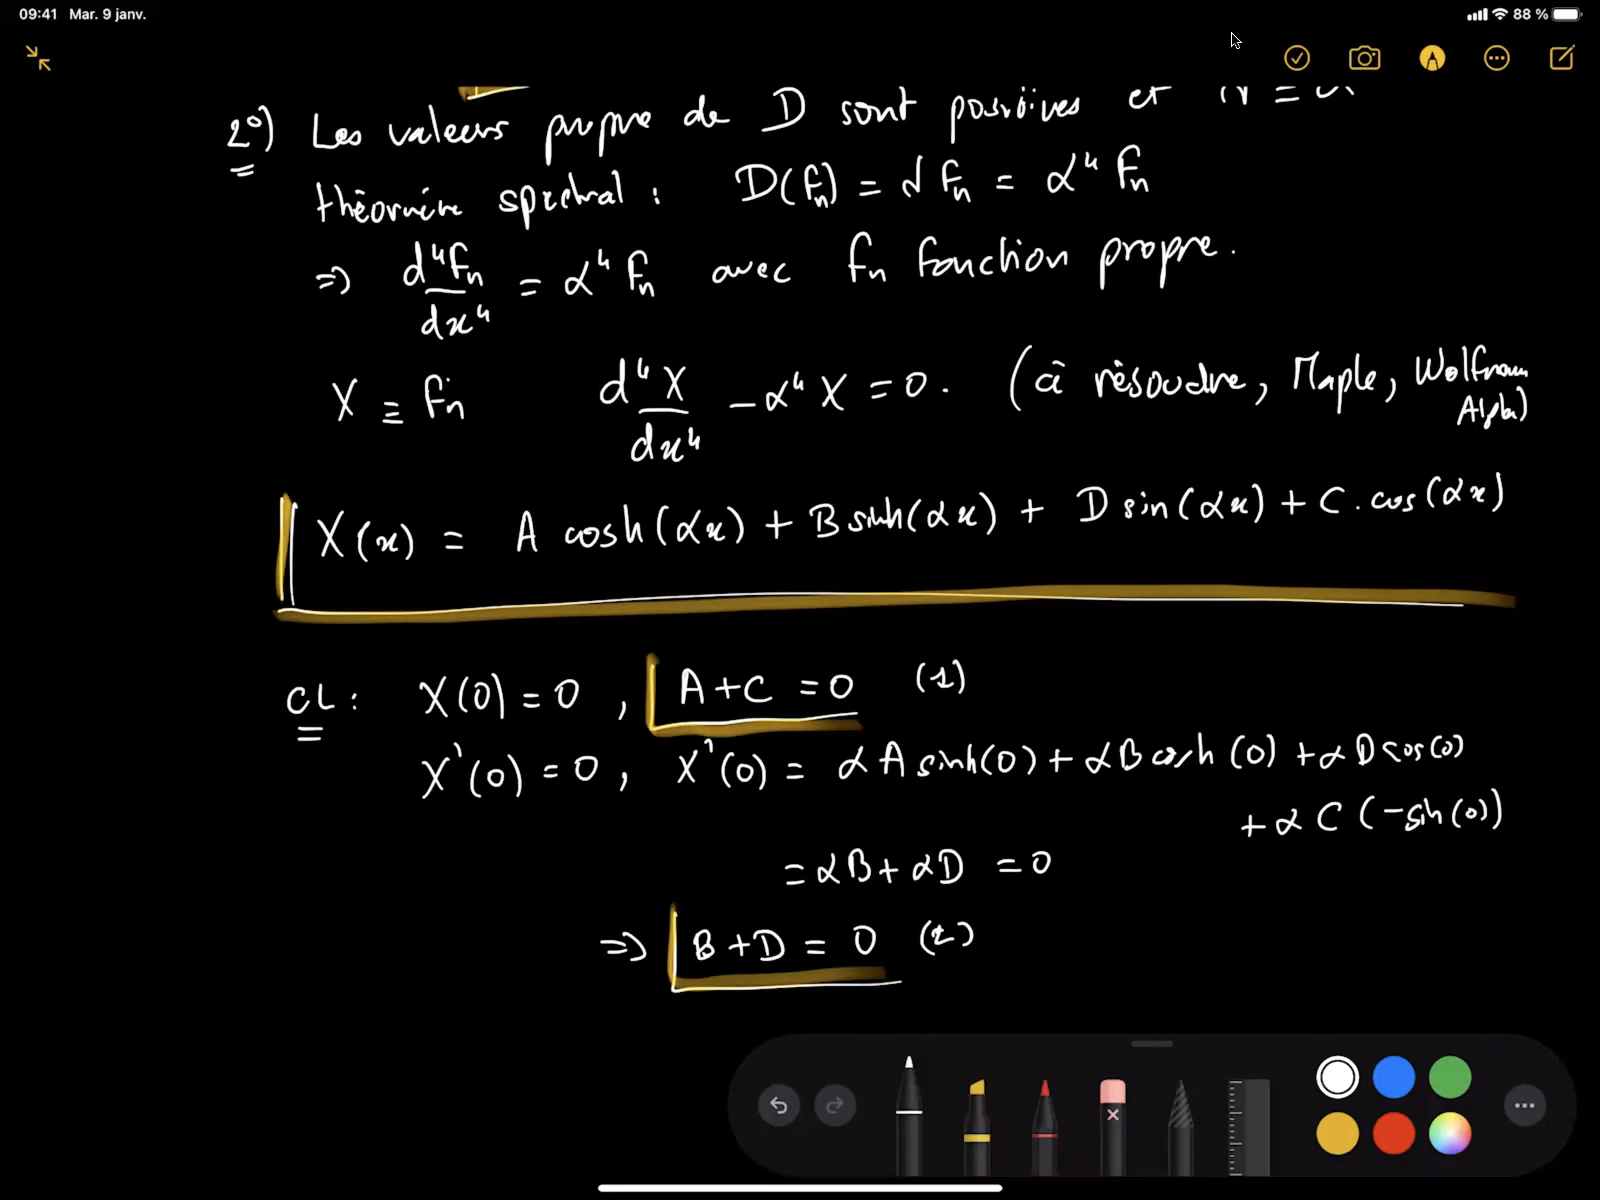 09:41 Mar. 9 janv. 88 %
2°) Les valeurs propre de D sont positives et
théorème spectral : D(fn) = λ fn = α⁴ fn
=> d⁴fn/dx⁴ = α⁴ fn avec fn fonction propre.
X ≡ fn d⁴X/dx⁴ - α⁴ X = 0. (à résoudre, Maple, Wolfram Alpha)
X(x) = A cosh(αx) + B sinh(αx) + D sin(αx) + C . cos(αx)
CL : X(0) = 0 , A + C = 0 (1)
X'(0) = 0 , X'(0) = α A sinh(0) + α B cosh (0) + α D cos(0)
+ α C (-sin(0))
= α B + α D = 0
=> B + D = 0 (2)